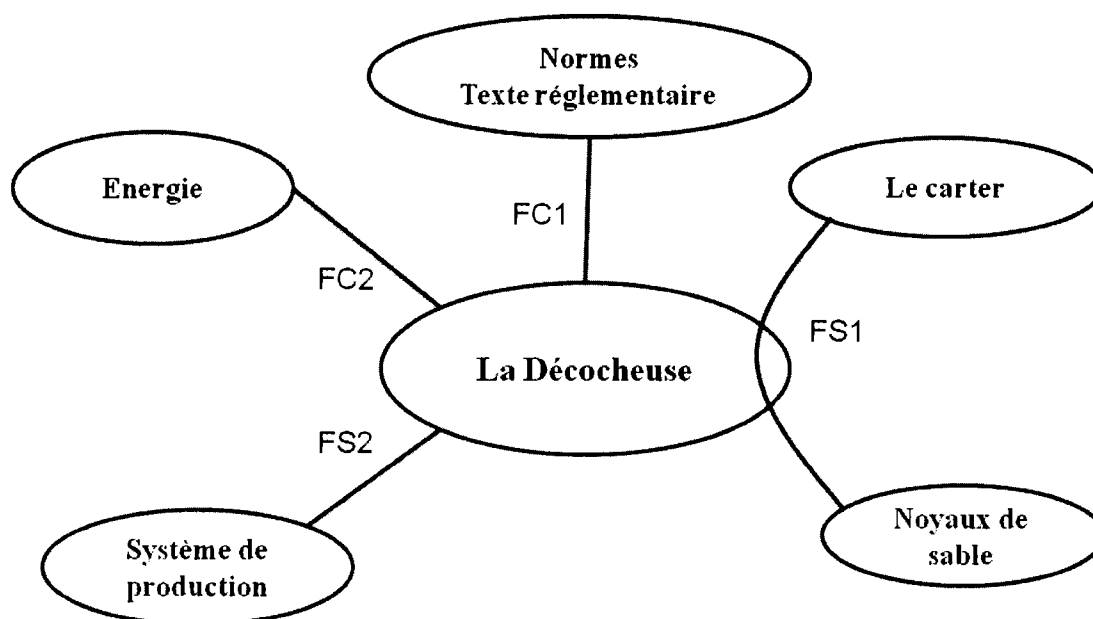 Normes
Texte réglementaire
Energie
Le carter
FC1
FC2
FS1
La Décocheuse
FS2
Système de
production
Noyaux de
sable